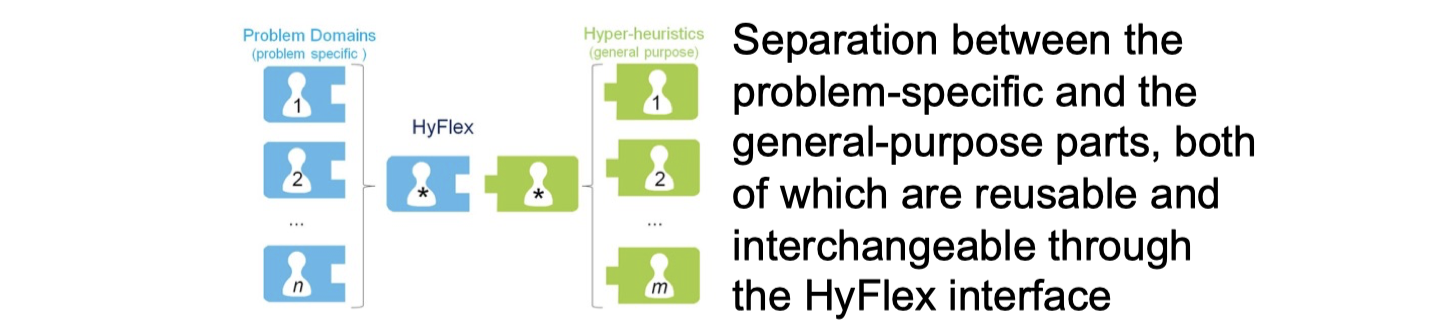 Problem Domains
(problem specific )
1
2
...
n
HyFlex
*
*
Hyper-heuristics
(general purpose)
1
2
...
m
Separation between the
problem-specific and the
general-purpose parts, both
of which are reusable and
interchangeable through
the HyFlex interface